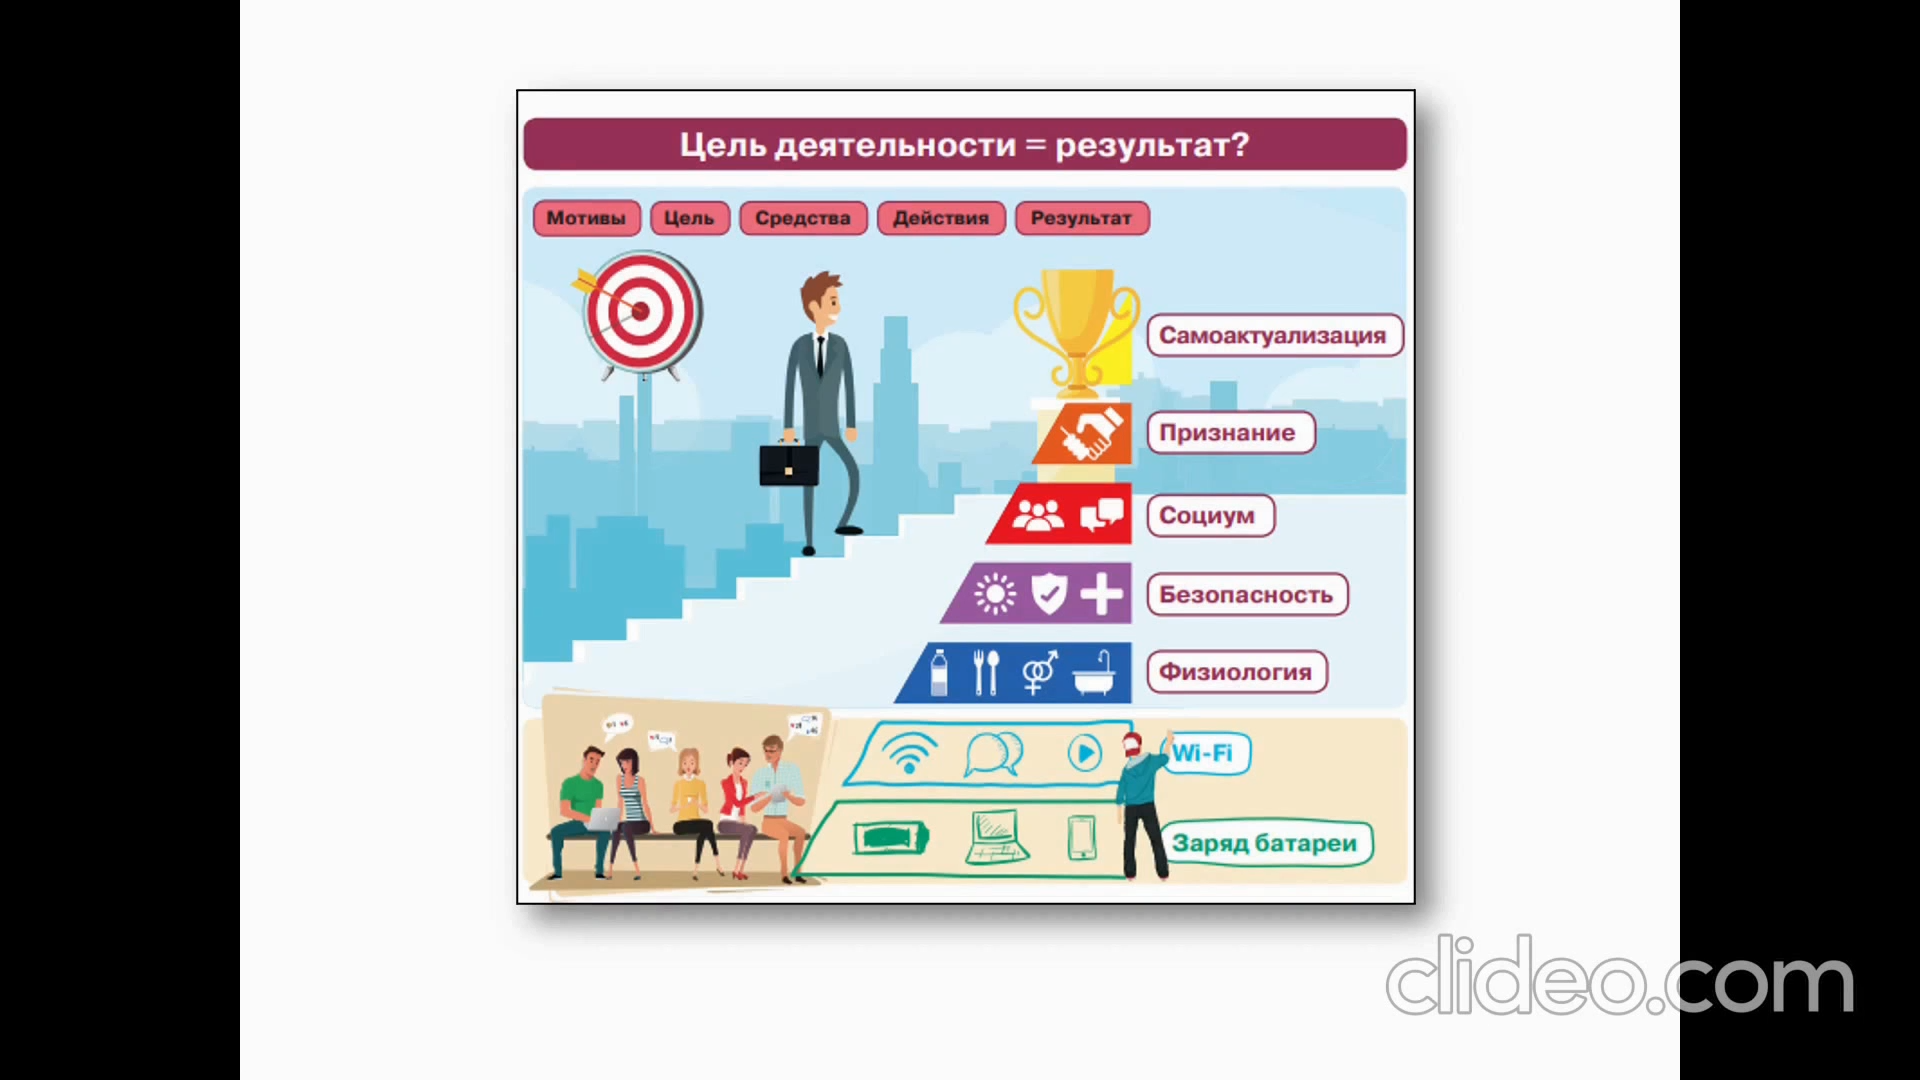 Цель деятельности = результат?
Мотивы
Цель
Средства
Действия
Результат
Самоактуализация
Признание
Социум
Безопасность
Физиология
Wi-Fi
Заряд батареи
clideo.com